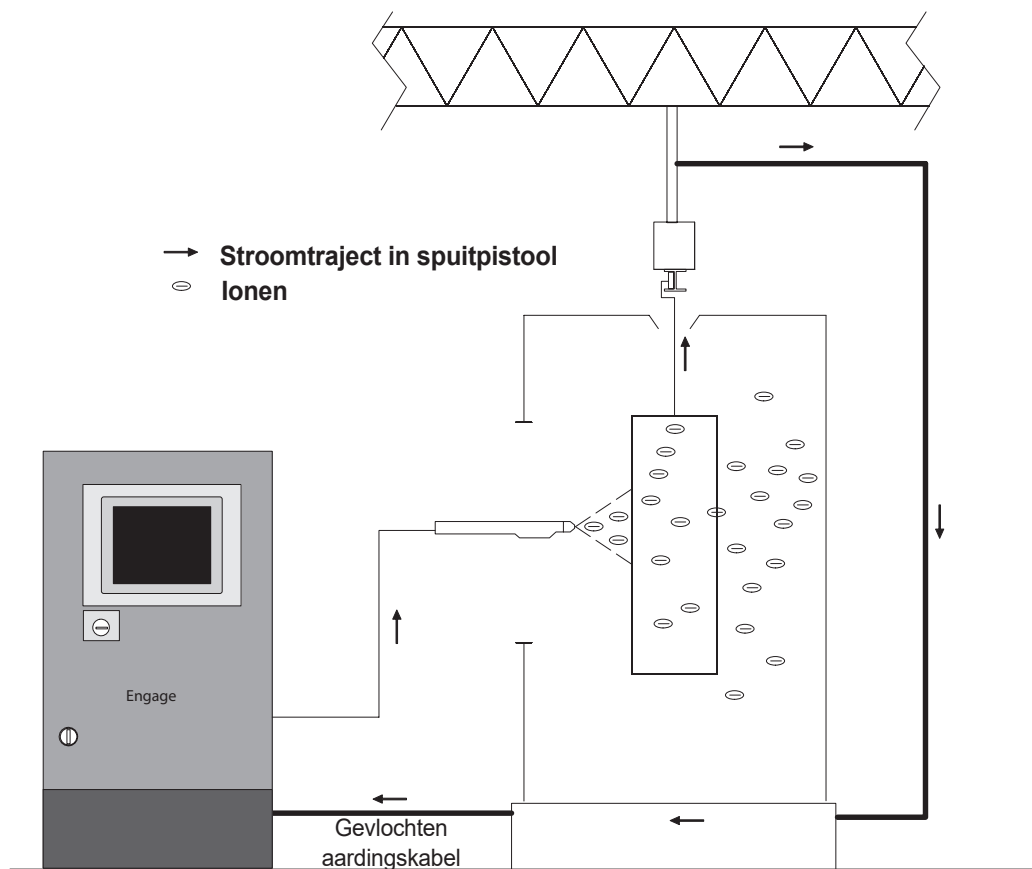 Stroomtraject in spuitpistool
Ionen
Engage
Gevlochten
aardingskabel